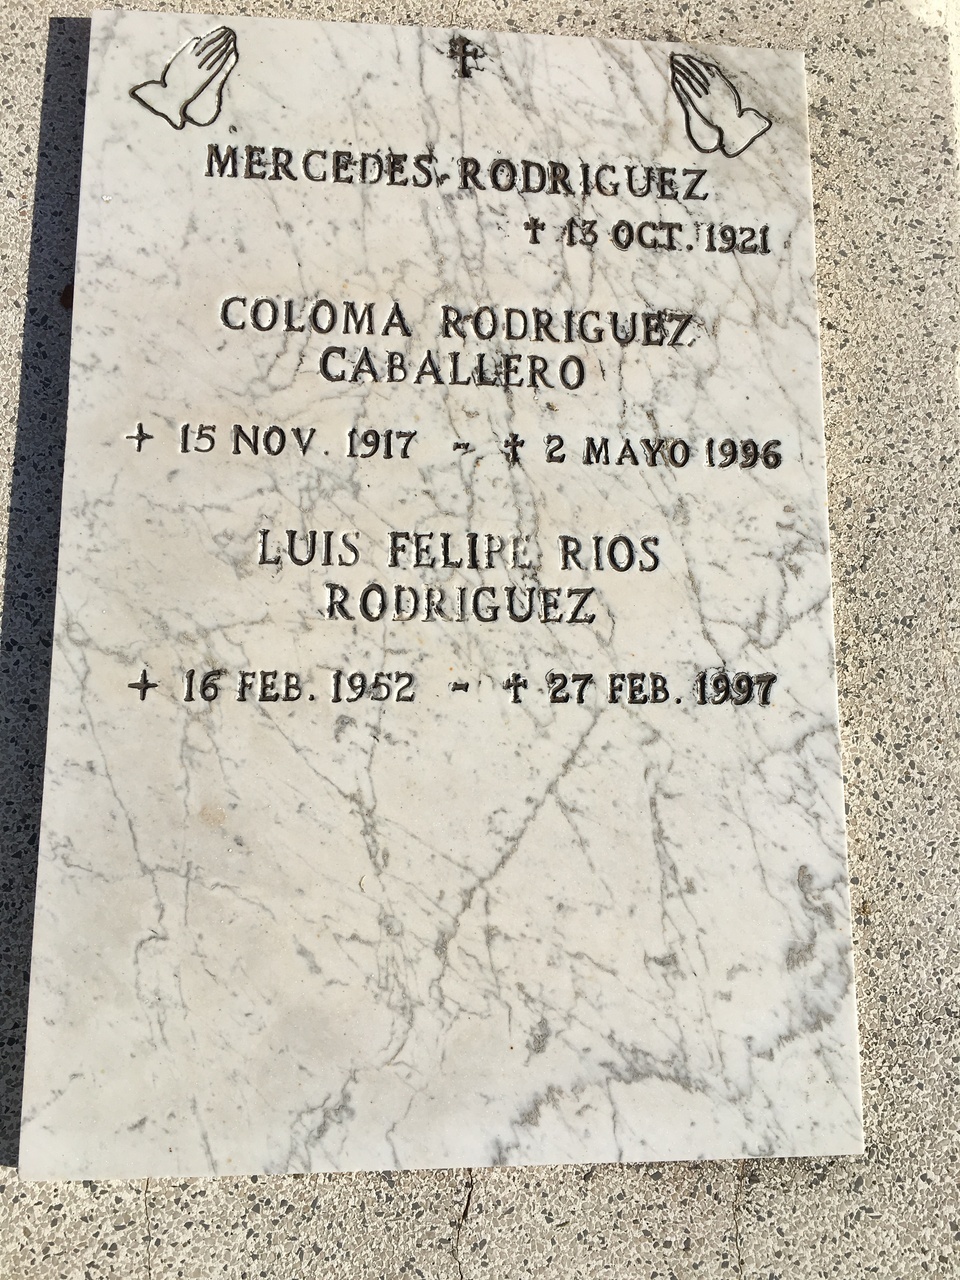 MERCEDES RODRIGUEZ
✝ 13 OCT. 1921
COLOMA RODRIGUEZ
CABALLERO
+ 15 NOV. 1917 - ✝ 2 MAYO 1996
LUIS FELIPE RIOS
RODRIGUEZ
+ 16 FEB. 1952 - ✝ 27 FEB. 1997